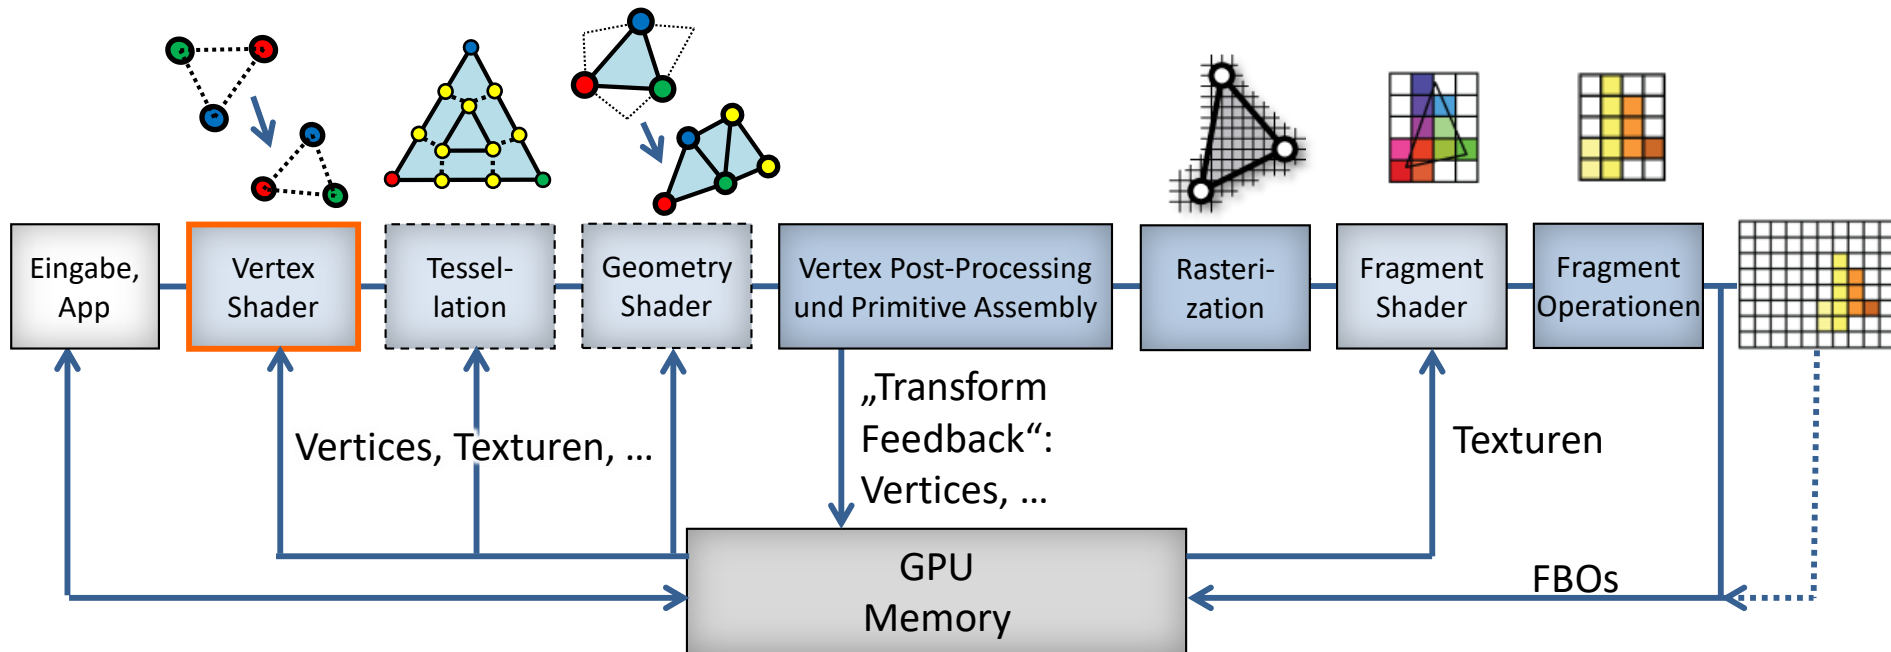 Eingabe,
App
Vertex
Shader
Tessel-
lation
Geometry
Shader
Vertex Post-Processing
und Primitive Assembly
Rasteri-
zation
Fragment
Shader
Fragment
Operationen
Vertices, Texturen, …
„Transform
Feedback“:
Vertices, …
Texturen
FBOs
GPU
Memory